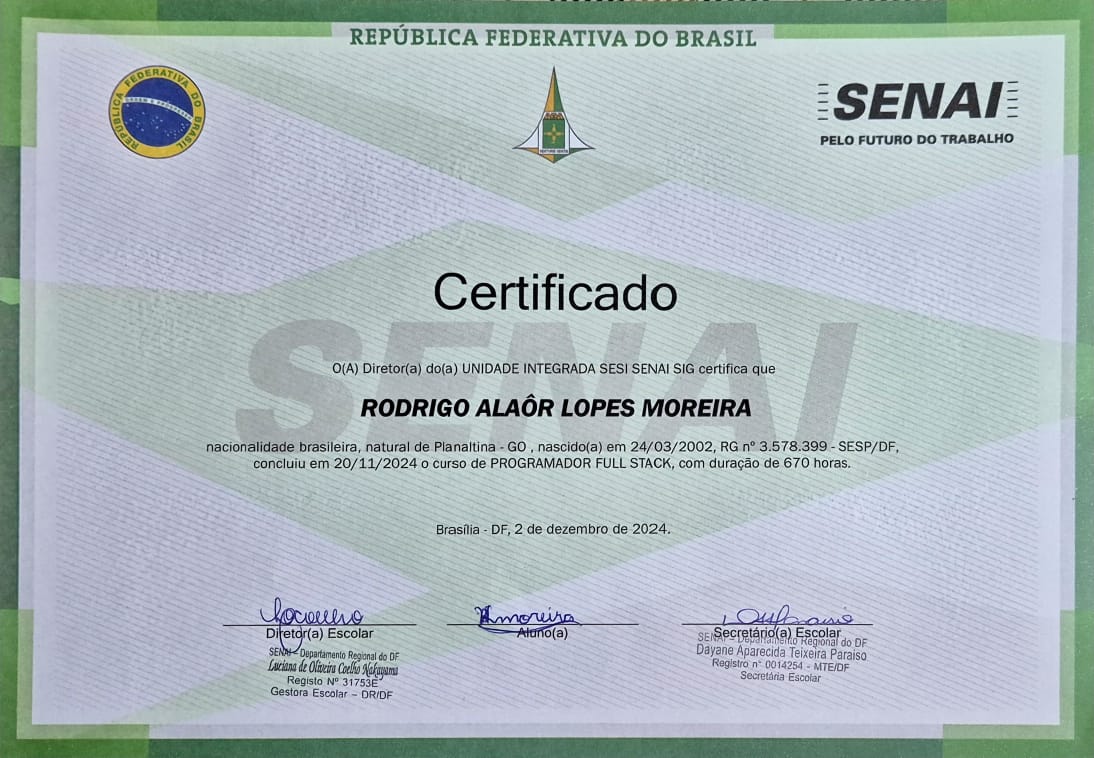 REPÚBLICA FEDERATIVA DO BRASIL
REPÚBLICA FEDERATIVA DO BRASIL
ORDEM E PROGRESSO
SENAI
PELO FUTURO DO TRABALHO
Certificado
SENAI
O(A) Diretor(a) do(a) UNIDADE INTEGRADA SESI SENAI SIG certifica que
RODRIGO ALAÔR LOPES MOREIRA
nacionalidade brasileira, natural de Planaltina - GO , nascido(a) em 24/03/2002, RG nº 3.578.399 - SESP/DF,
concluiu em 20/11/2024 o curso de PROGRAMADOR FULL STACK, com duração de 670 horas.
Brasília - DF, 2 de dezembro de 2024.
Diretor(a) Escolar
SENAI – Departamento Regional do DF
Luciana de Oliveira Coelho Nakayama
Registo Nº 31753E
Gestora Escolar – DR/DF
Aluno(a)
Secretário(a) Escolar
SENAI – Departamento Regional do DF
Dayane Aparecida Teixeira Paraiso
Registro n° 0014254 - MTE/DF
Secretária Escolar